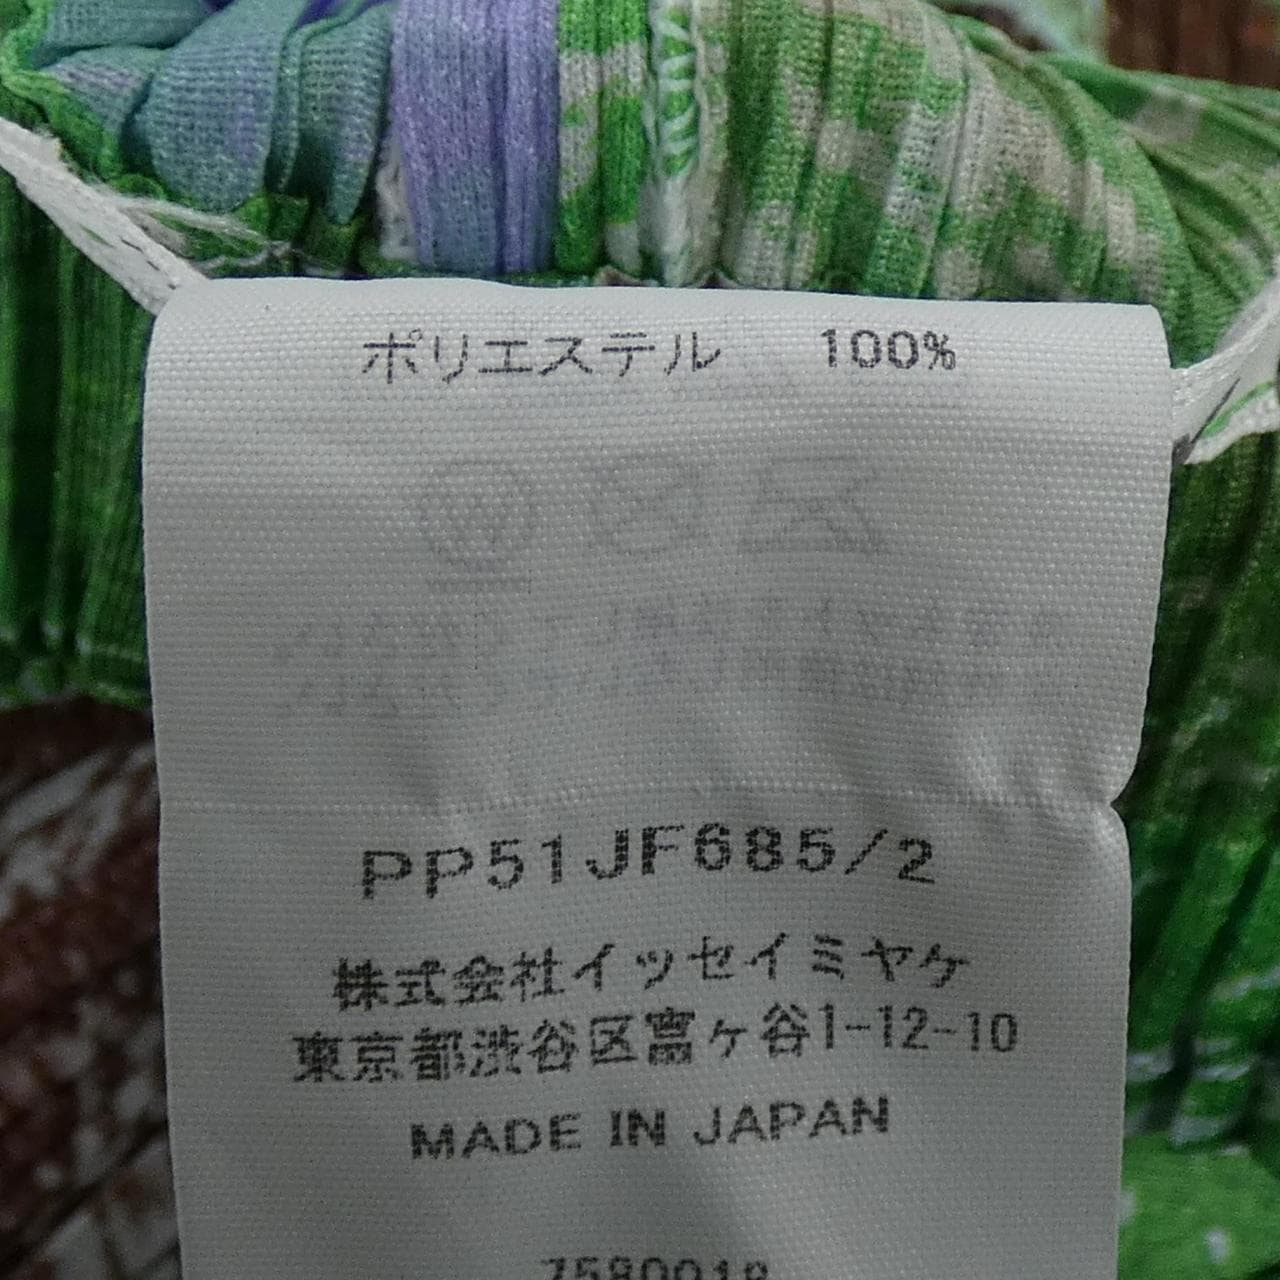 ポリエステル 100%
PP51JF685/2
株式会社イッセイミヤケ
東京都渋谷区富ヶ谷1-12-10
MADE IN JAPAN